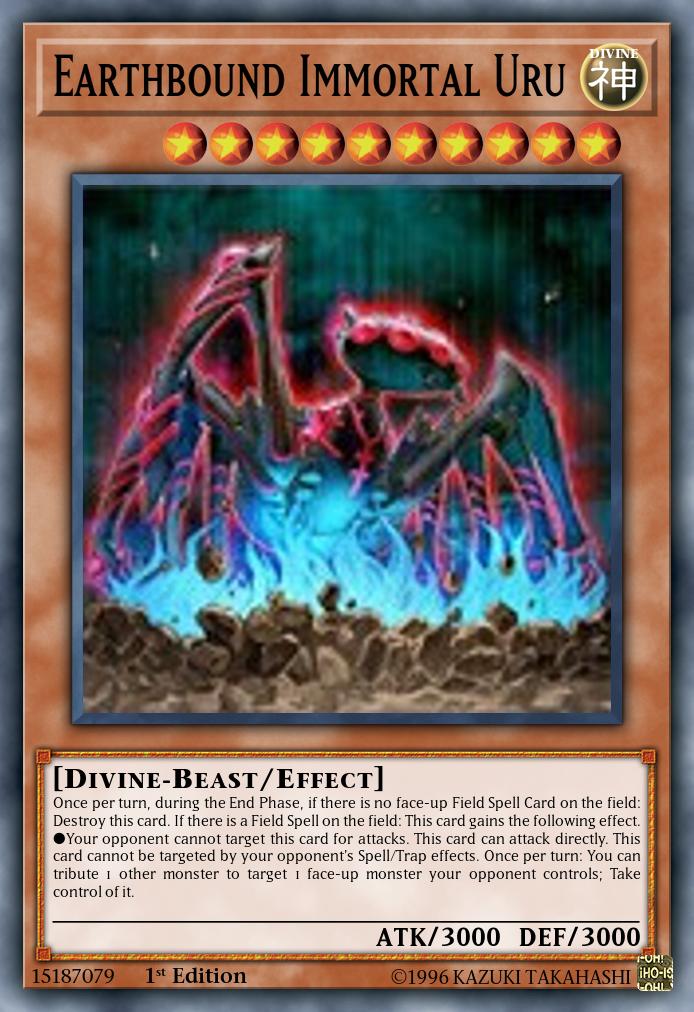 Earthbound Immortal Uru
DIVINE
神
[Divine-Beast/Effect]
Once per turn, during the End Phase, if there is no face-up Field Spell Card on the field:
Destroy this card. If there is a Field Spell on the field: This card gains the following effect.
●Your opponent cannot target this card for attacks. This card can attack directly. This
card cannot be targeted by your opponent's Spell/Trap effects. Once per turn: You can
tribute 1 other monster to target 1 face-up monster your opponent controls; Take
control of it.
ATK/3000 DEF/3000
15187079 1st Edition ©1996 KAZUKI TAKAHASHI